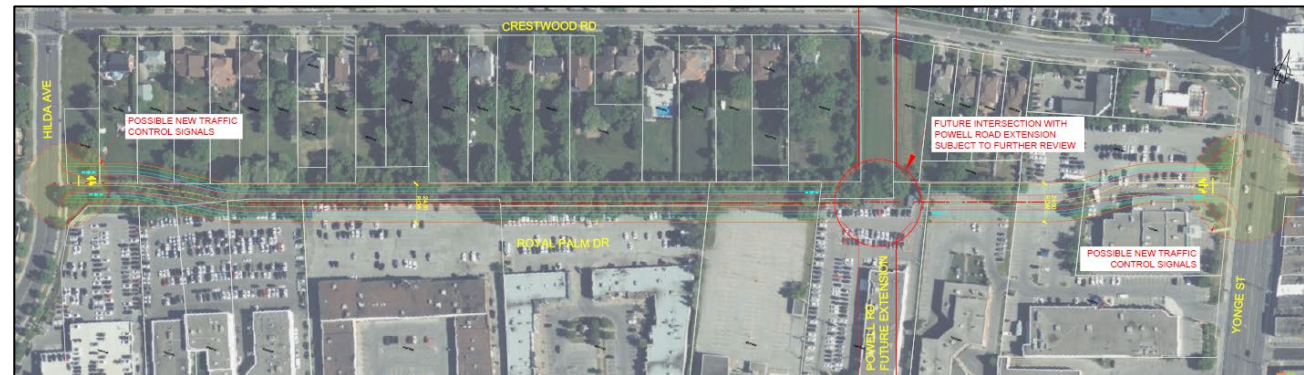 CRESTWOOD RD
HILDA AVE
POSSIBLE NEW TRAFFIC
CONTROL SIGNALS
FUTURE INTERSECTION WITH
POWELL ROAD EXTENSION
SUBJECT TO FURTHER REVIEW
ROYAL PALM DR
POSSIBLE NEW TRAFFIC
CONTROL SIGNALS
POWELL RD
FUTURE EXTENSION
YONGE ST